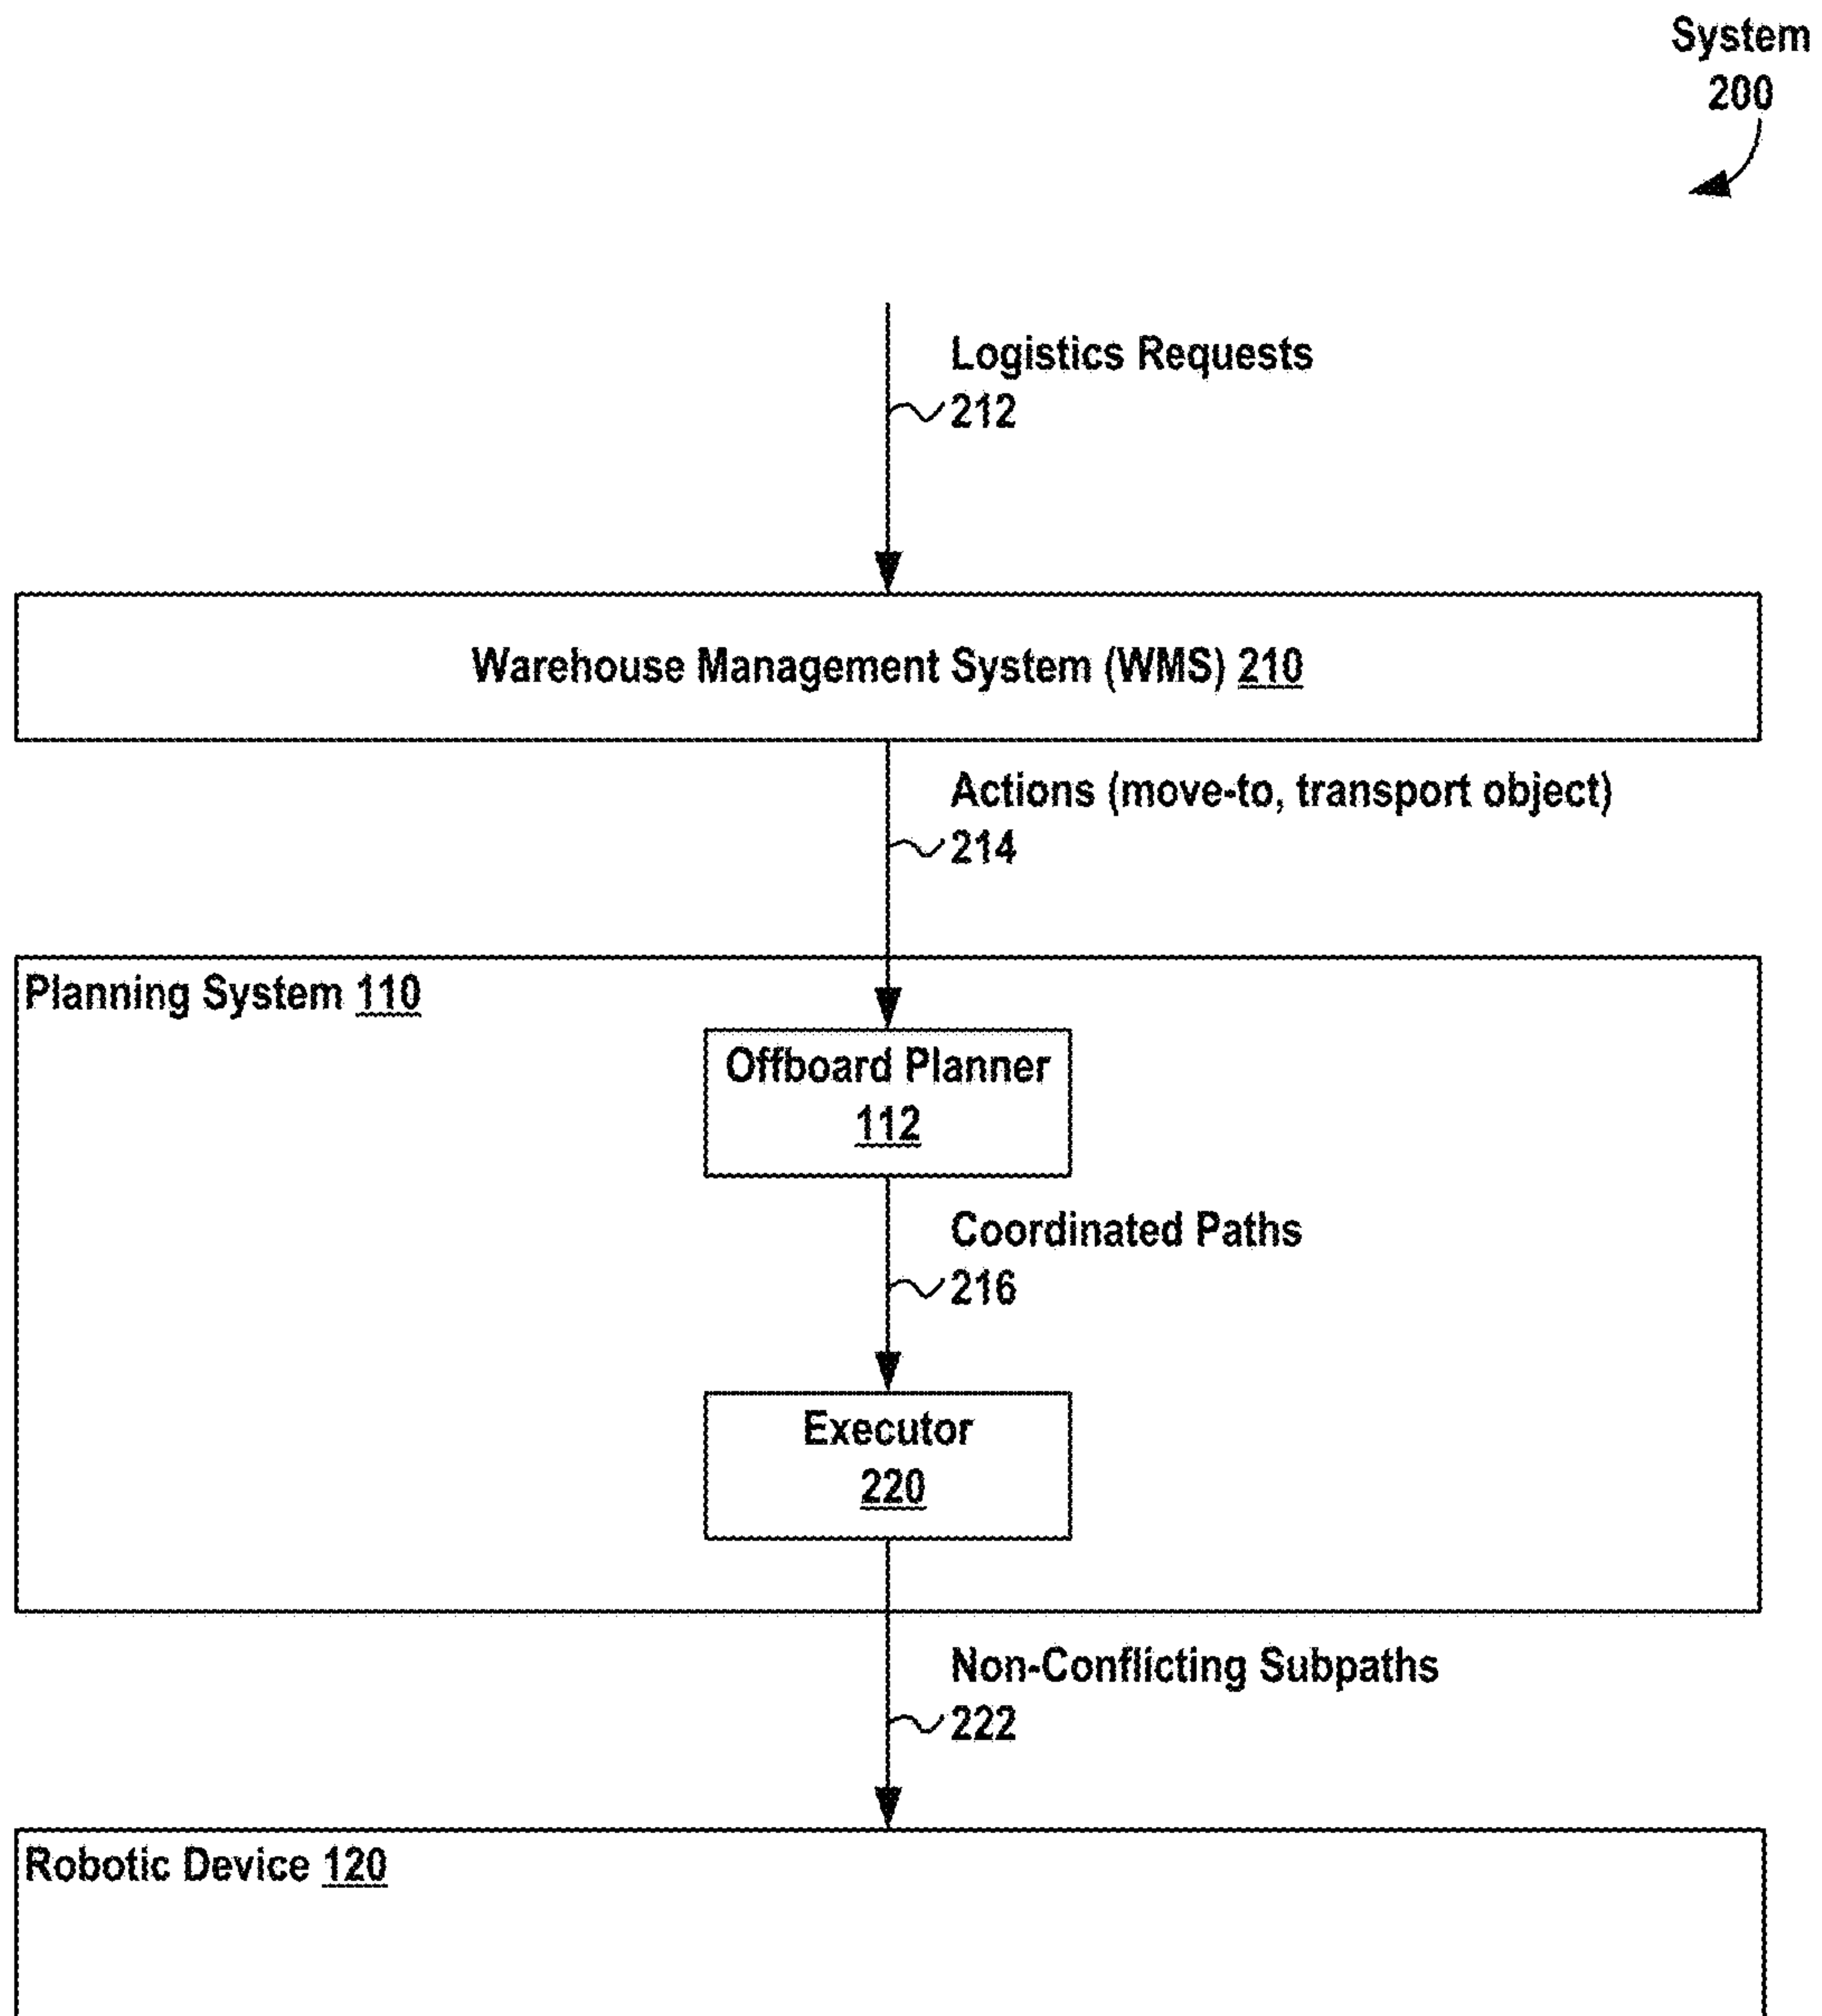 System
200
Logistics Requests
212
Warehouse Management System (WMS) 210
Actions (move-to, transport object)
214
Planning System 110
Offboard Planner
112
Coordinated Paths
216
Executor
220
Non-Conflicting Subpaths
222
Robotic Device 120